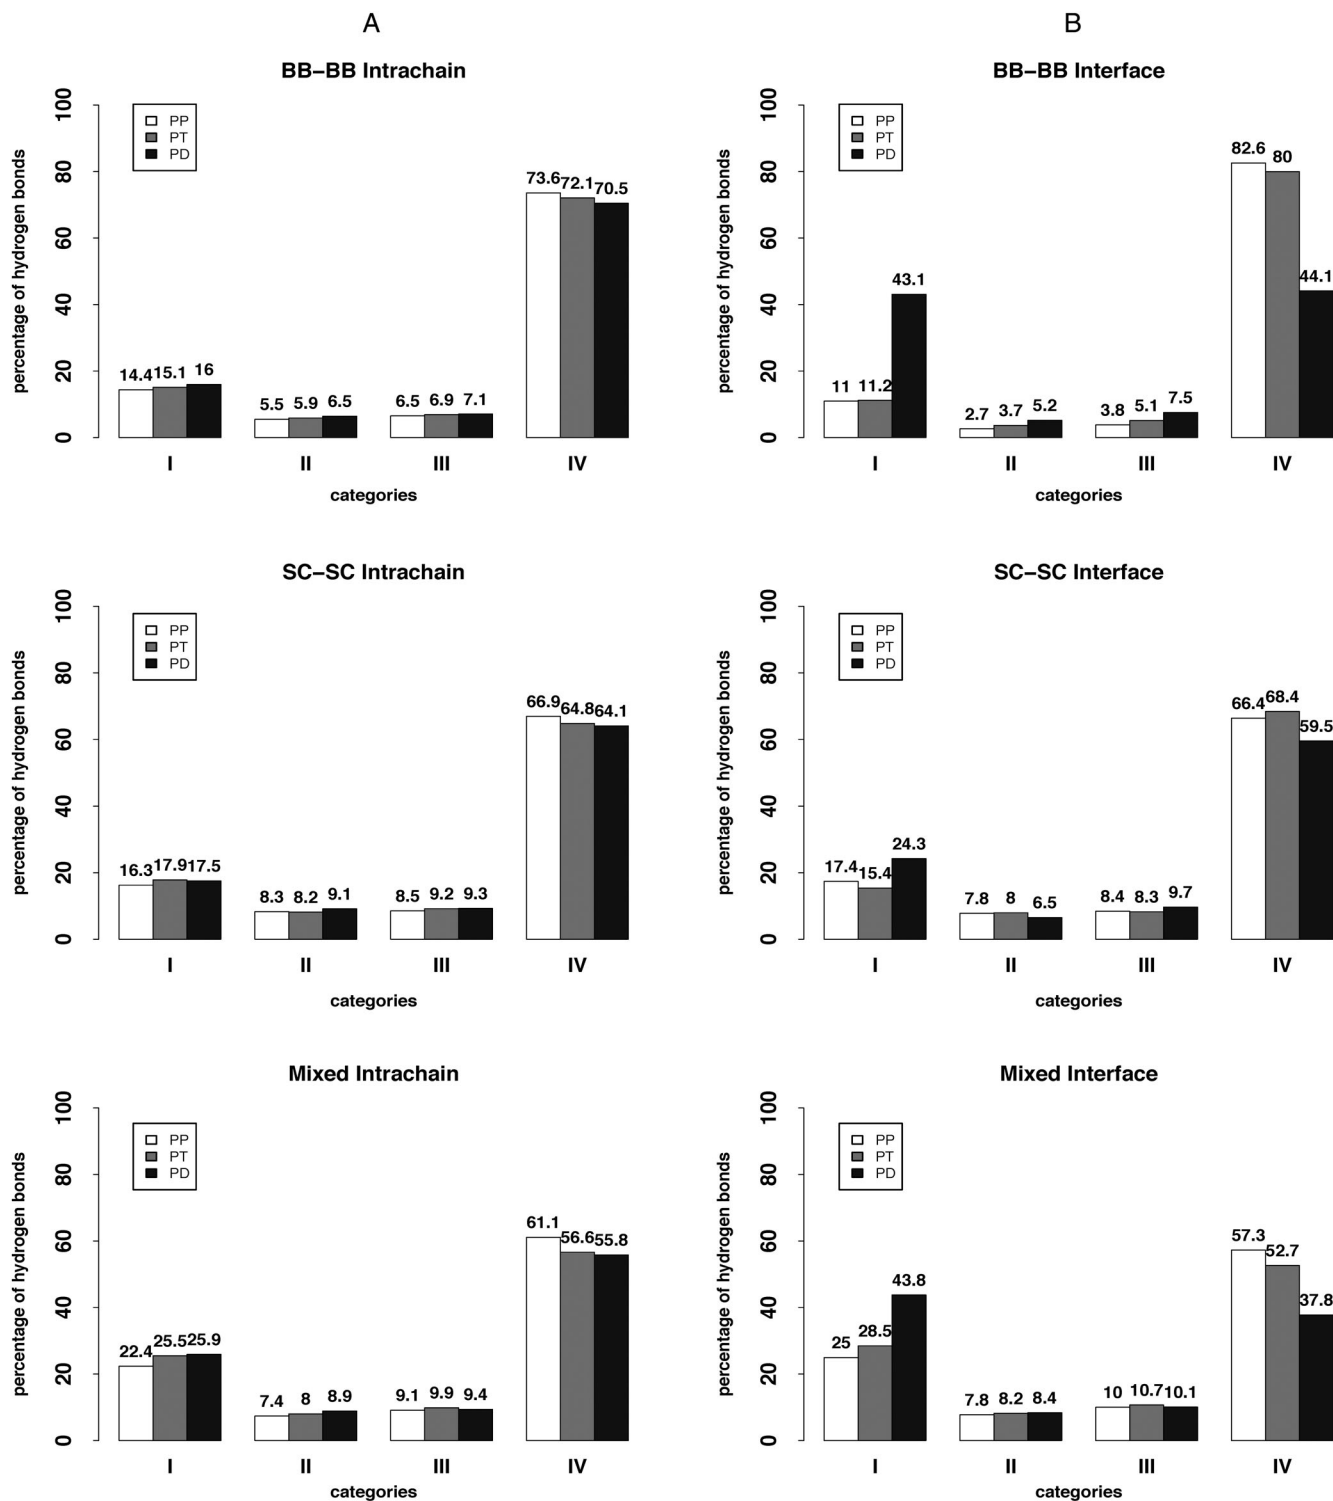 A
BB–BB Intrachain
percentage of hydrogen bonds
0 20 40 60 80 100
PP
PT
PD
14.4 15.1 16
5.5 5.9 6.5
6.5 6.9 7.1
73.6 72.1 70.5
I II III IV
categories
SC–SC Intrachain
percentage of hydrogen bonds
0 20 40 60 80 100
PP
PT
PD
16.3 17.9 17.5
8.3 8.2 9.1
8.5 9.2 9.3
66.9 64.8 64.1
I II III IV
categories
Mixed Intrachain
percentage of hydrogen bonds
0 20 40 60 80 100
PP
PT
PD
22.4 25.5 25.9
7.4 8 8.9
9.1 9.9 9.4
61.1 56.6 55.8
I II III IV
categories
B
BB–BB Interface
percentage of hydrogen bonds
0 20 40 60 80 100
PP
PT
PD
11 11.2 43.1
2.7 3.7 5.2
3.8 5.1 7.5
82.6 80 44.1
I II III IV
categories
SC–SC Interface
percentage of hydrogen bonds
0 20 40 60 80 100
PP
PT
PD
17.4 15.4 24.3
7.8 8 6.5
8.4 8.3 9.7
66.4 68.4 59.5
I II III IV
categories
Mixed Interface
percentage of hydrogen bonds
0 20 40 60 80 100
PP
PT
PD
25 28.5 43.8
7.8 8.2 8.4
10 10.7 10.1
57.3 52.7 37.8
I II III IV
categories